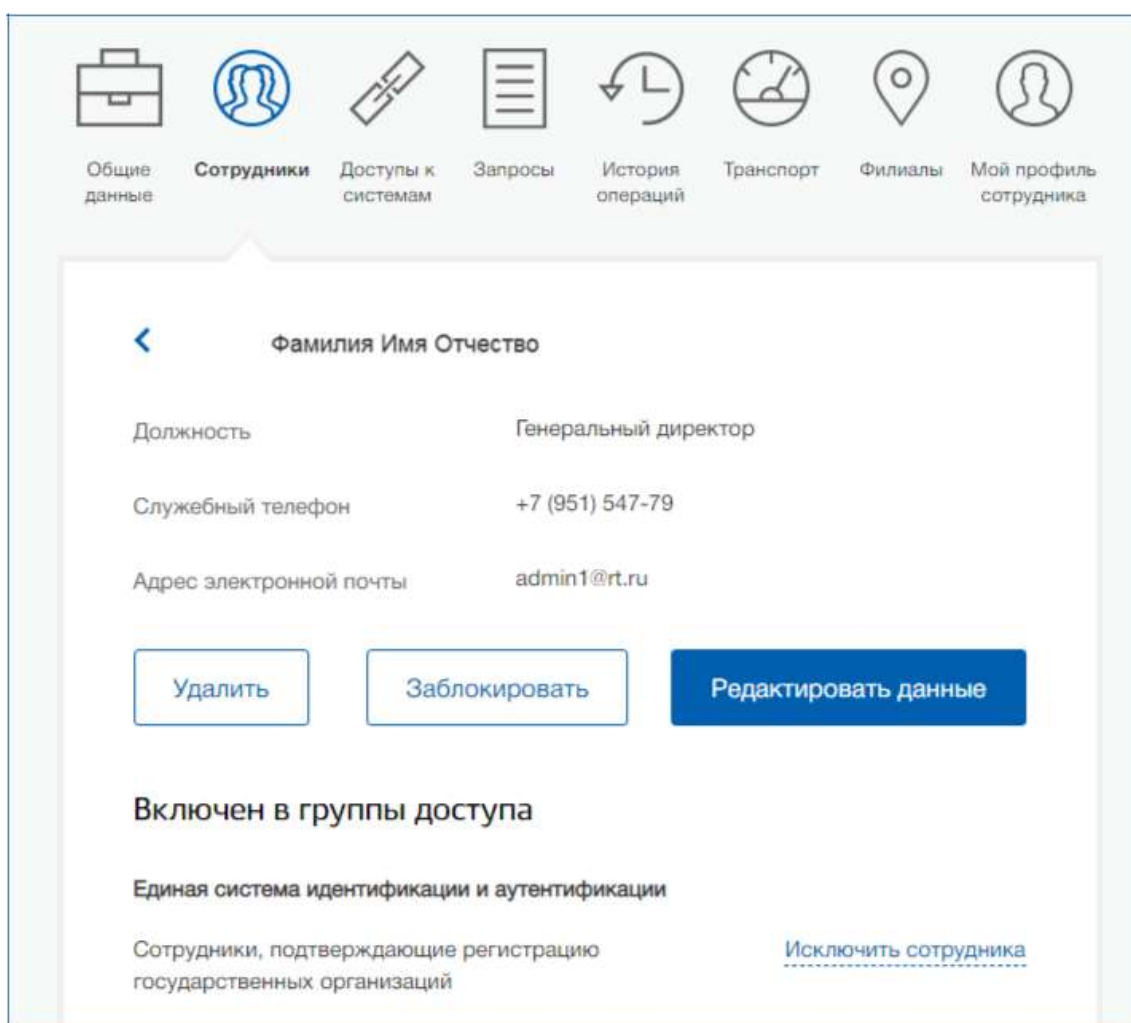 Общие данные
Сотрудники
Доступы к системам
Запросы
История операций
Транспорт
Филиалы
Мой профиль сотрудника
Фамилия Имя Отчество
Должность Генеральный директор
Служебный телефон +7 (951) 547-79
Адрес электронной почты admin1@rt.ru
Удалить Заблокировать Редактировать данные
Включен в группы доступа
Единая система идентификации и аутентификации
Сотрудники, подтверждающие регистрацию Исключить сотрудника
государственных организаций